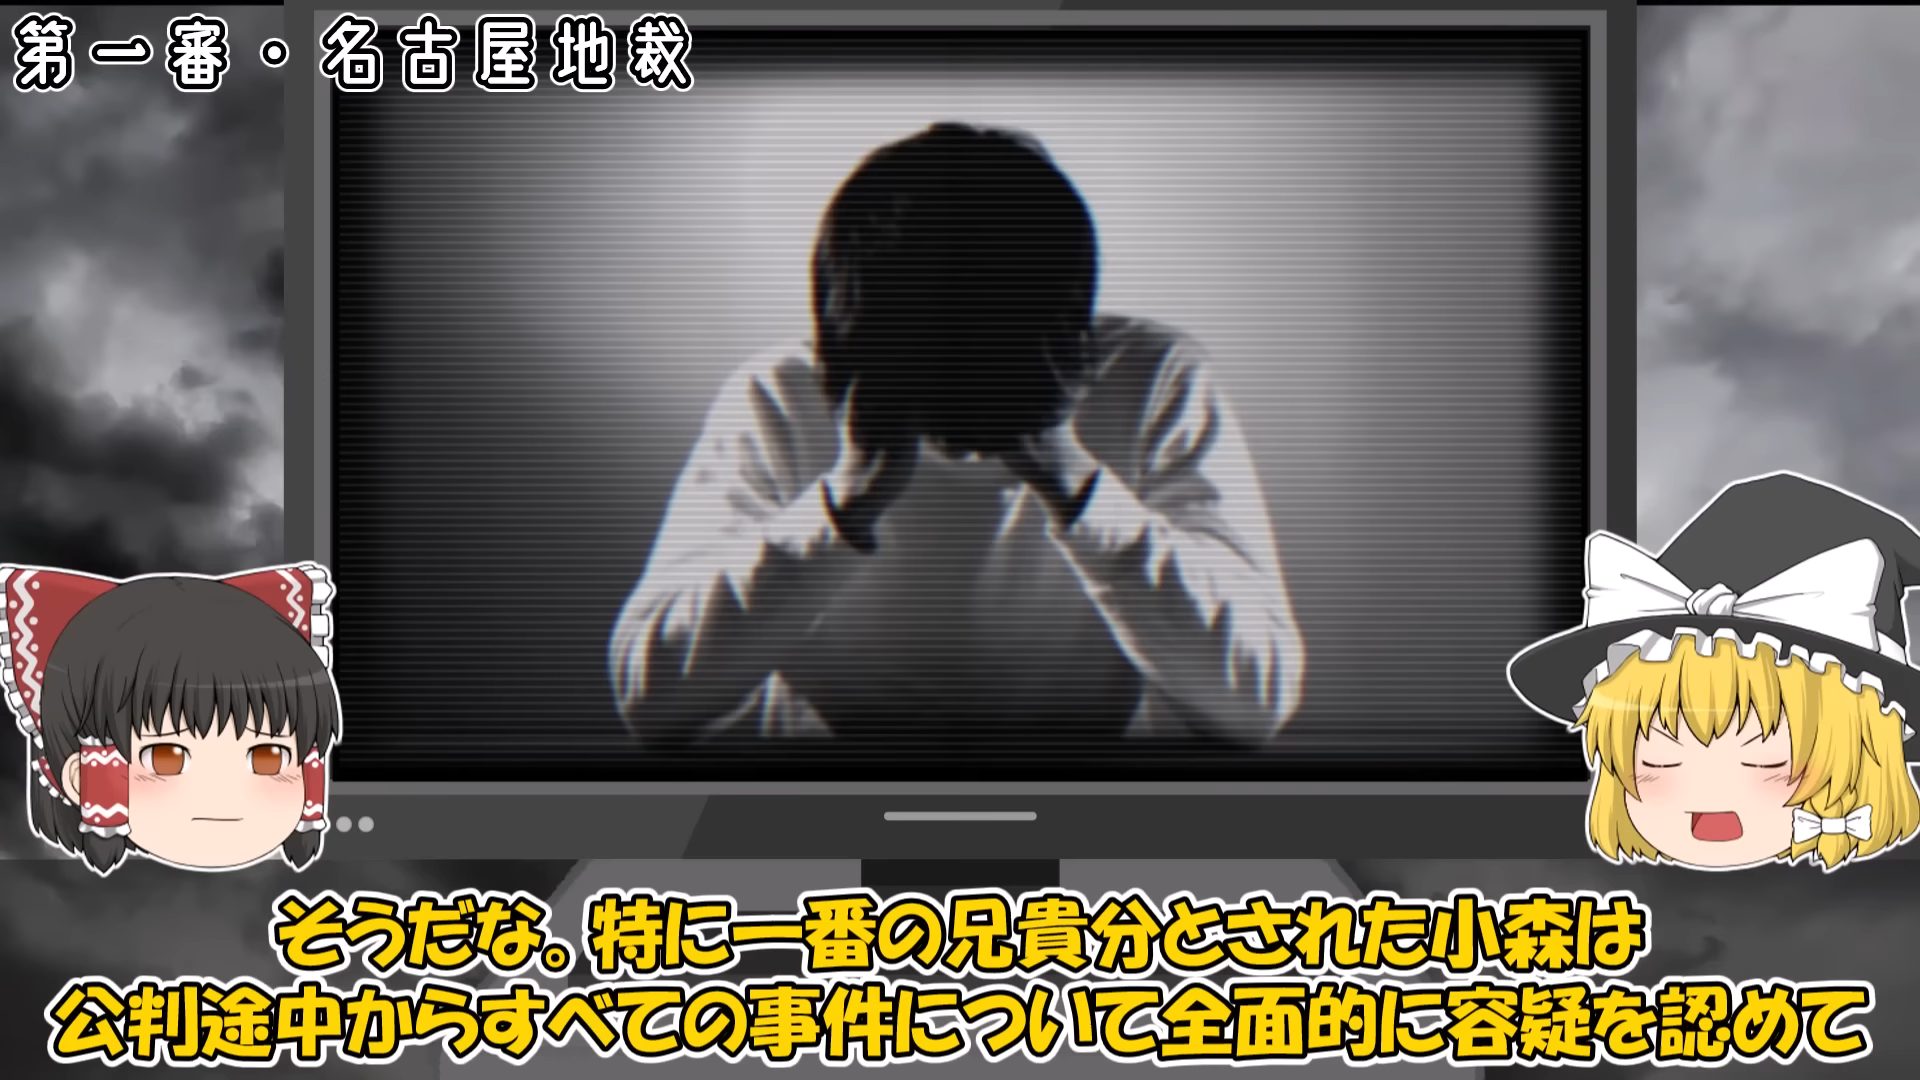 第一審・名古屋地裁
そうだな。特に一番の兄貴分とされた小森は
公判途中からすべての事件について全面的に容疑を認めて